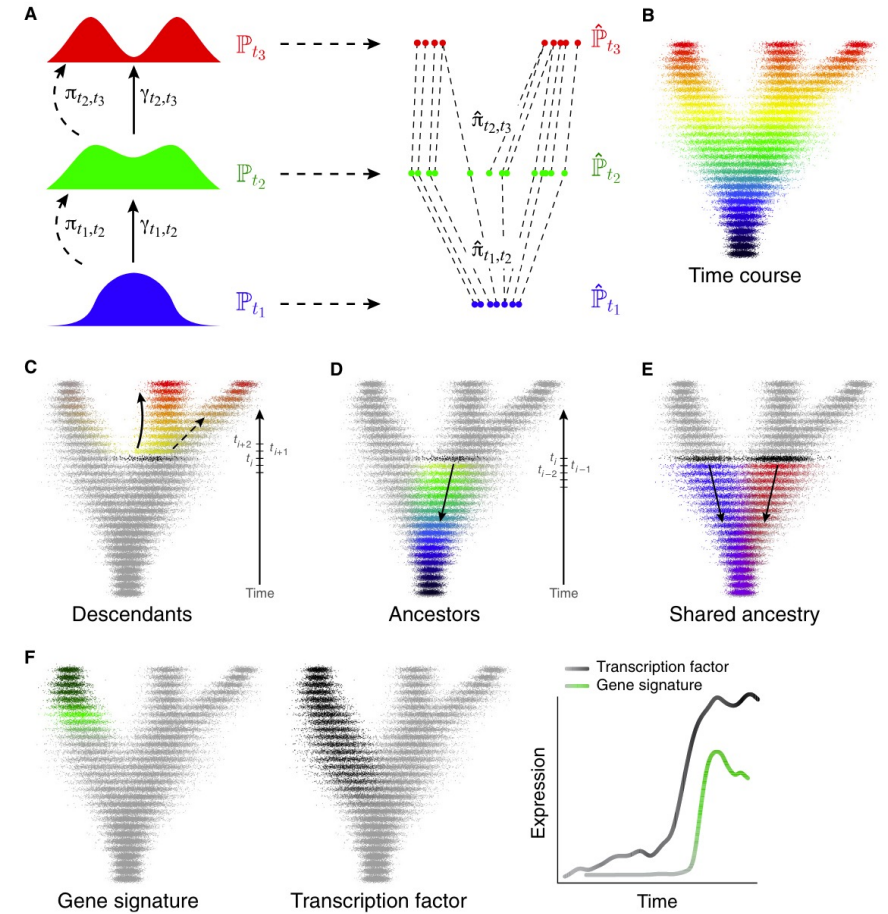 A
ℙt3
ℙ̂t3
πt2,t3
γt2,t3
π̂t2,t3
ℙt2
ℙ̂t2
πt1,t2
γt1,t2
π̂t1,t2
ℙt1
ℙ̂t1
B
Time course
C
ti+2
ti+1
ti
Time
Descendants
D
ti
ti−1
ti−2
Time
Ancestors
E
Shared ancestry
F
Gene signature
Transcription factor
Transcription factor
Gene signature
Expression
Time